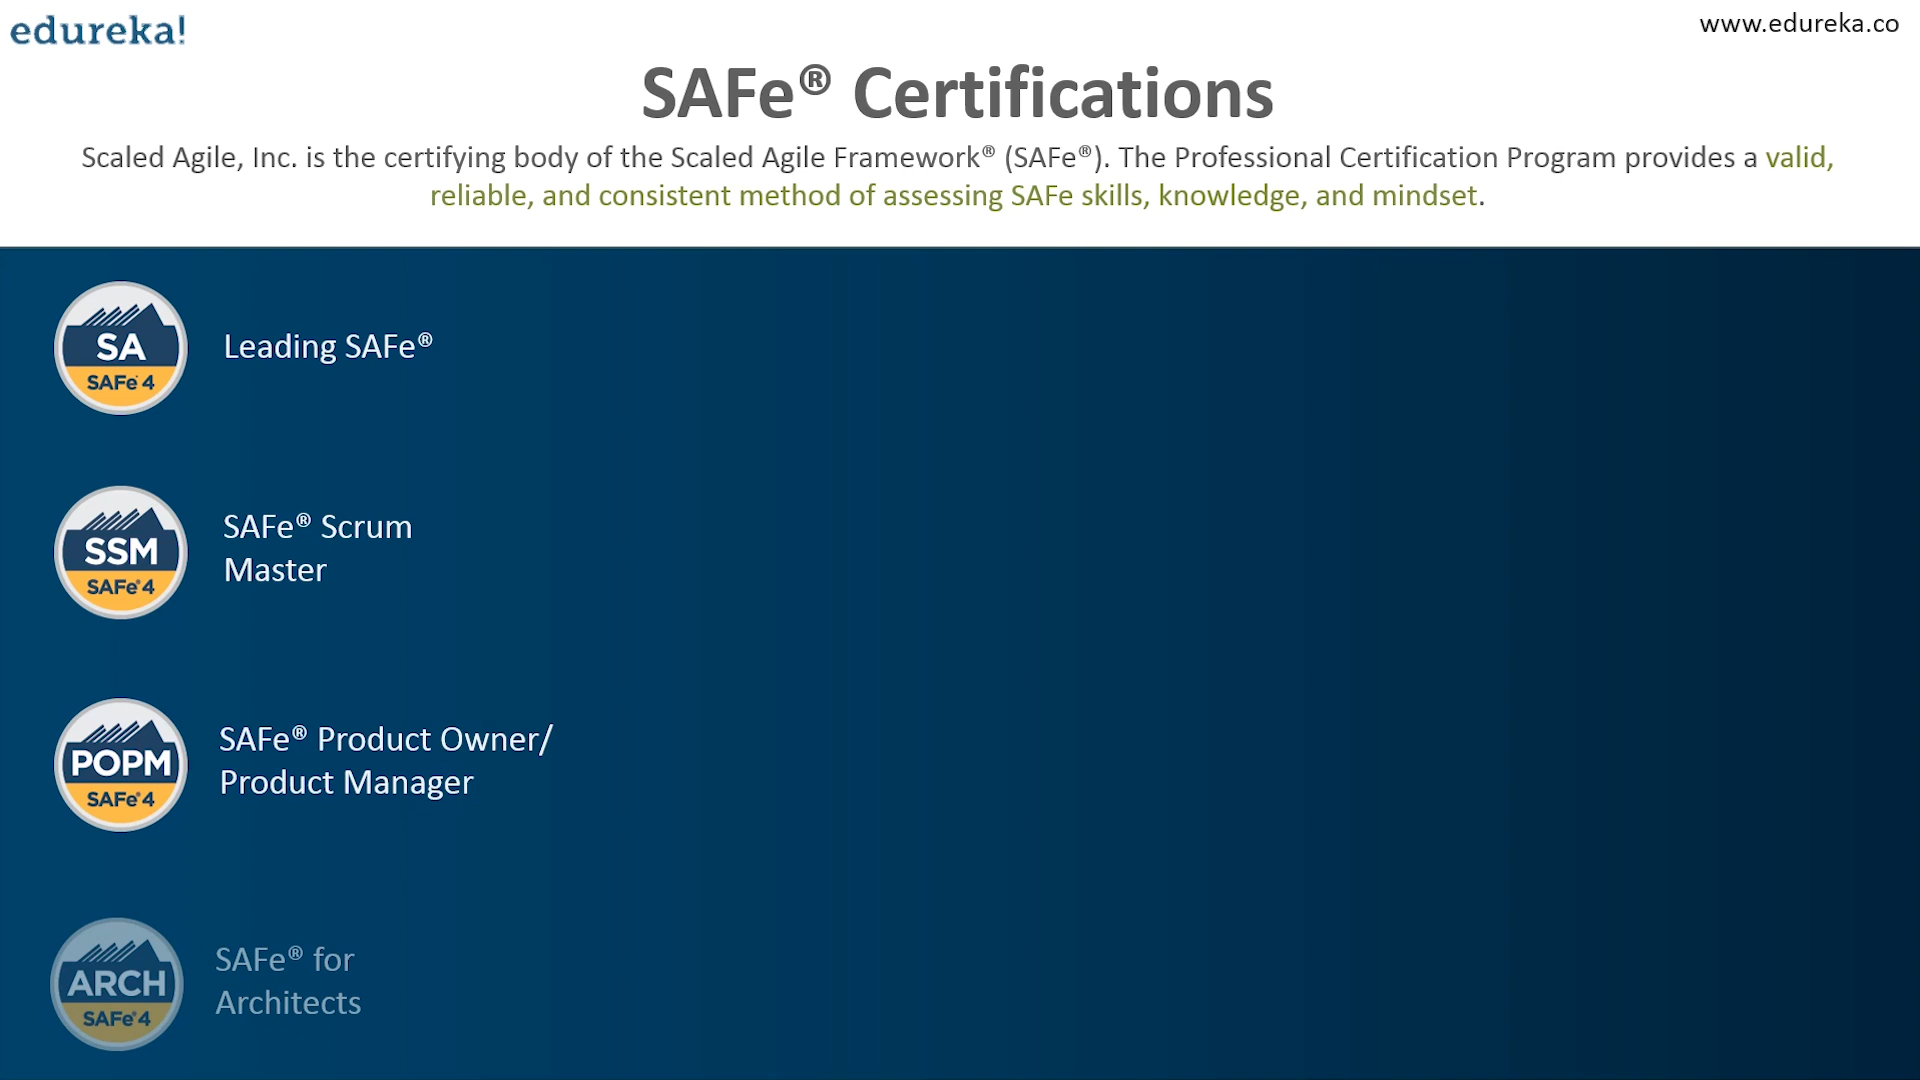 edureka!
www.edureka.co
SAFe® Certifications
Scaled Agile, Inc. is the certifying body of the Scaled Agile Framework® (SAFe®). The Professional Certification Program provides a valid,
reliable, and consistent method of assessing SAFe skills, knowledge, and mindset.
SA
SAFe® 4
Leading SAFe®
SSM
SAFe® 4
SAFe® Scrum
Master
POPM
SAFe® 4
SAFe® Product Owner/
Product Manager
ARCH
SAFe® 4
SAFe® for
Architects